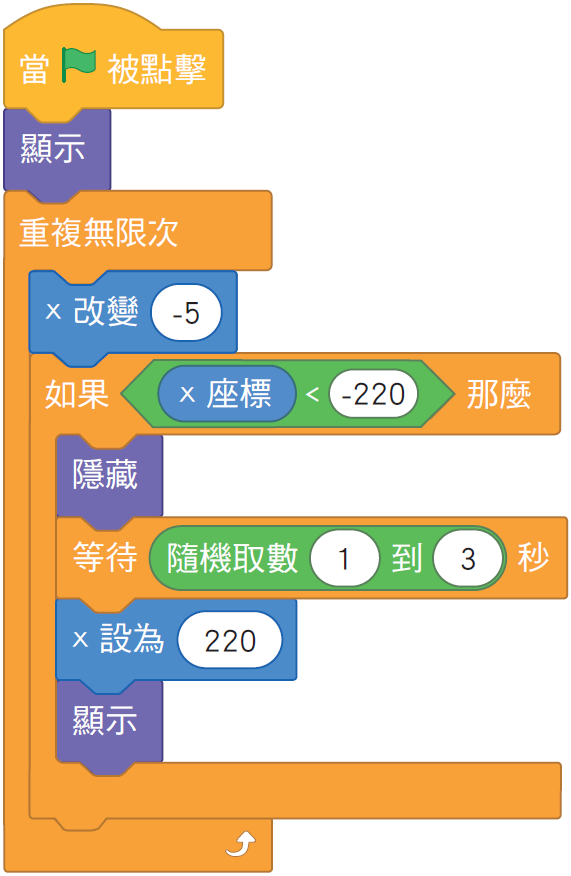 當 被點擊
顯示
重複無限次
x 改變 -5
如果 x 座標 < -220 那麼
隱藏
等待 隨機取數 1 到 3 秒
x 設為 220
顯示